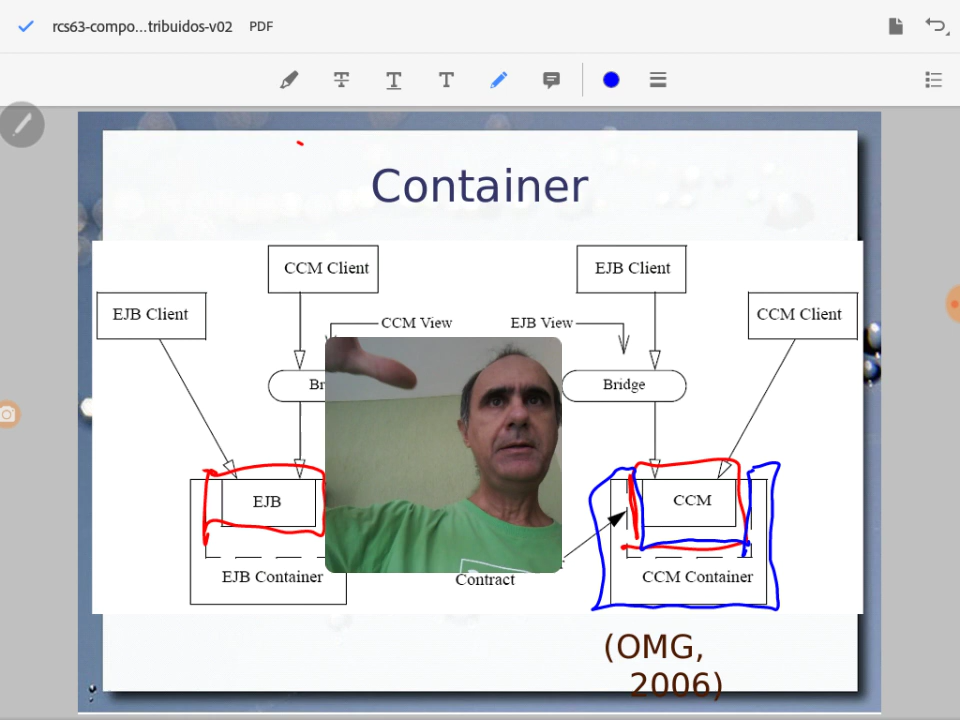 rcs63-compo...tribuidos-v02 PDF
Container
CCM Client
EJB Client
EJB Client
CCM Client
CCM View
EJB View
Bridge
EJB
CCM
EJB Container
CCM Container
Contract
(OMG,
2006)